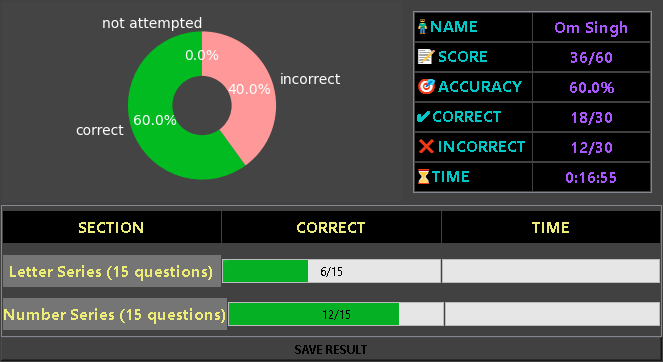 not attempted
0.0%
40.0%
incorrect
60.0%
correct
NAME Om Singh
SCORE 36/60
ACCURACY 60.0%
CORRECT 18/30
INCORRECT 12/30
TIME 0:16:55
SECTION CORRECT TIME
Letter Series (15 questions) 6/15
Number Series (15 questions) 12/15
SAVE RESULT